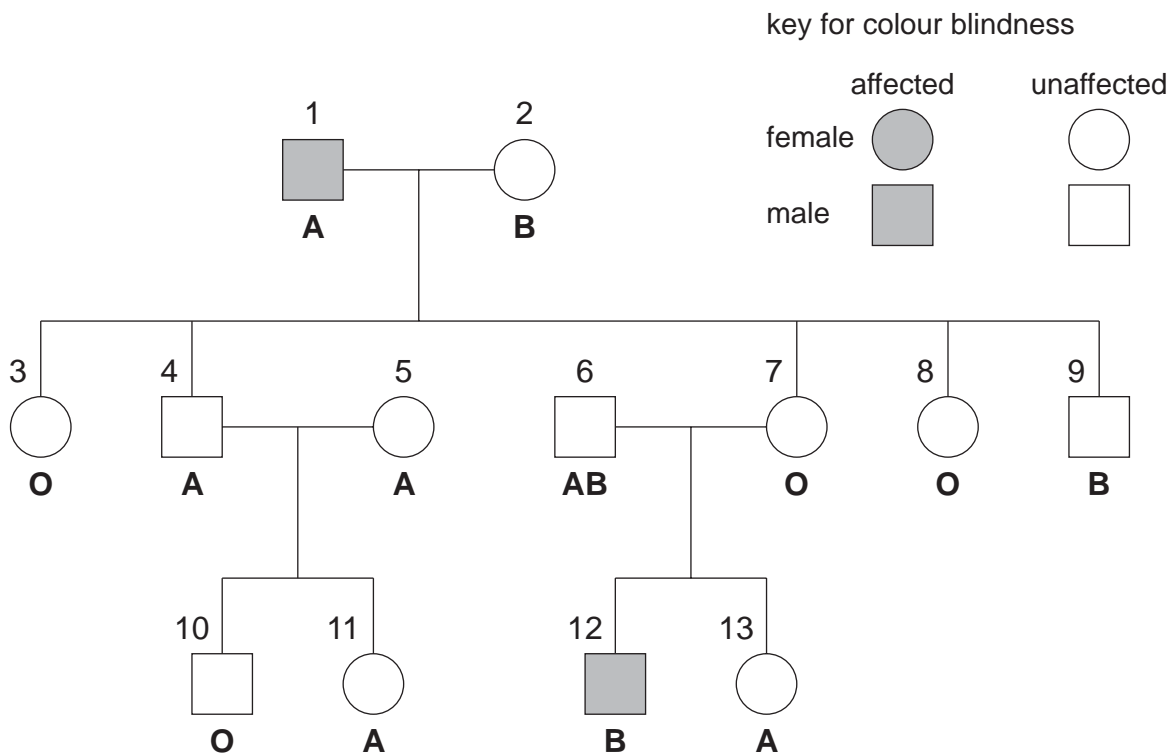 key for colour blindness
affected unaffected
female
male
1 2
A B
3 4 5 6 7 8 9
O A A AB O O B
10 11 12 13
O A B A